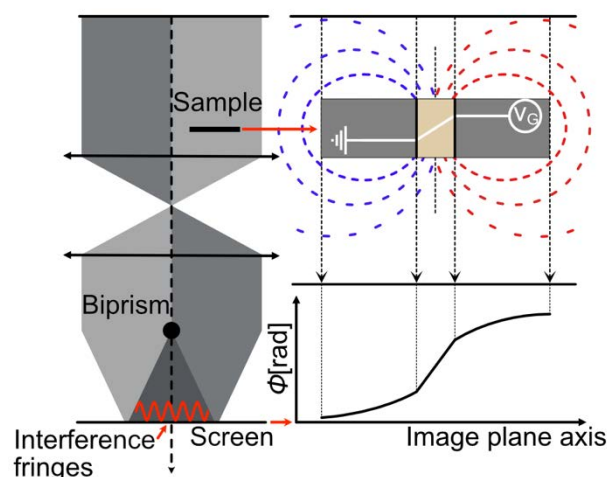 Sample
V_G
Biprism
Φ[rad]
Interference
fringes
Screen
Image plane axis